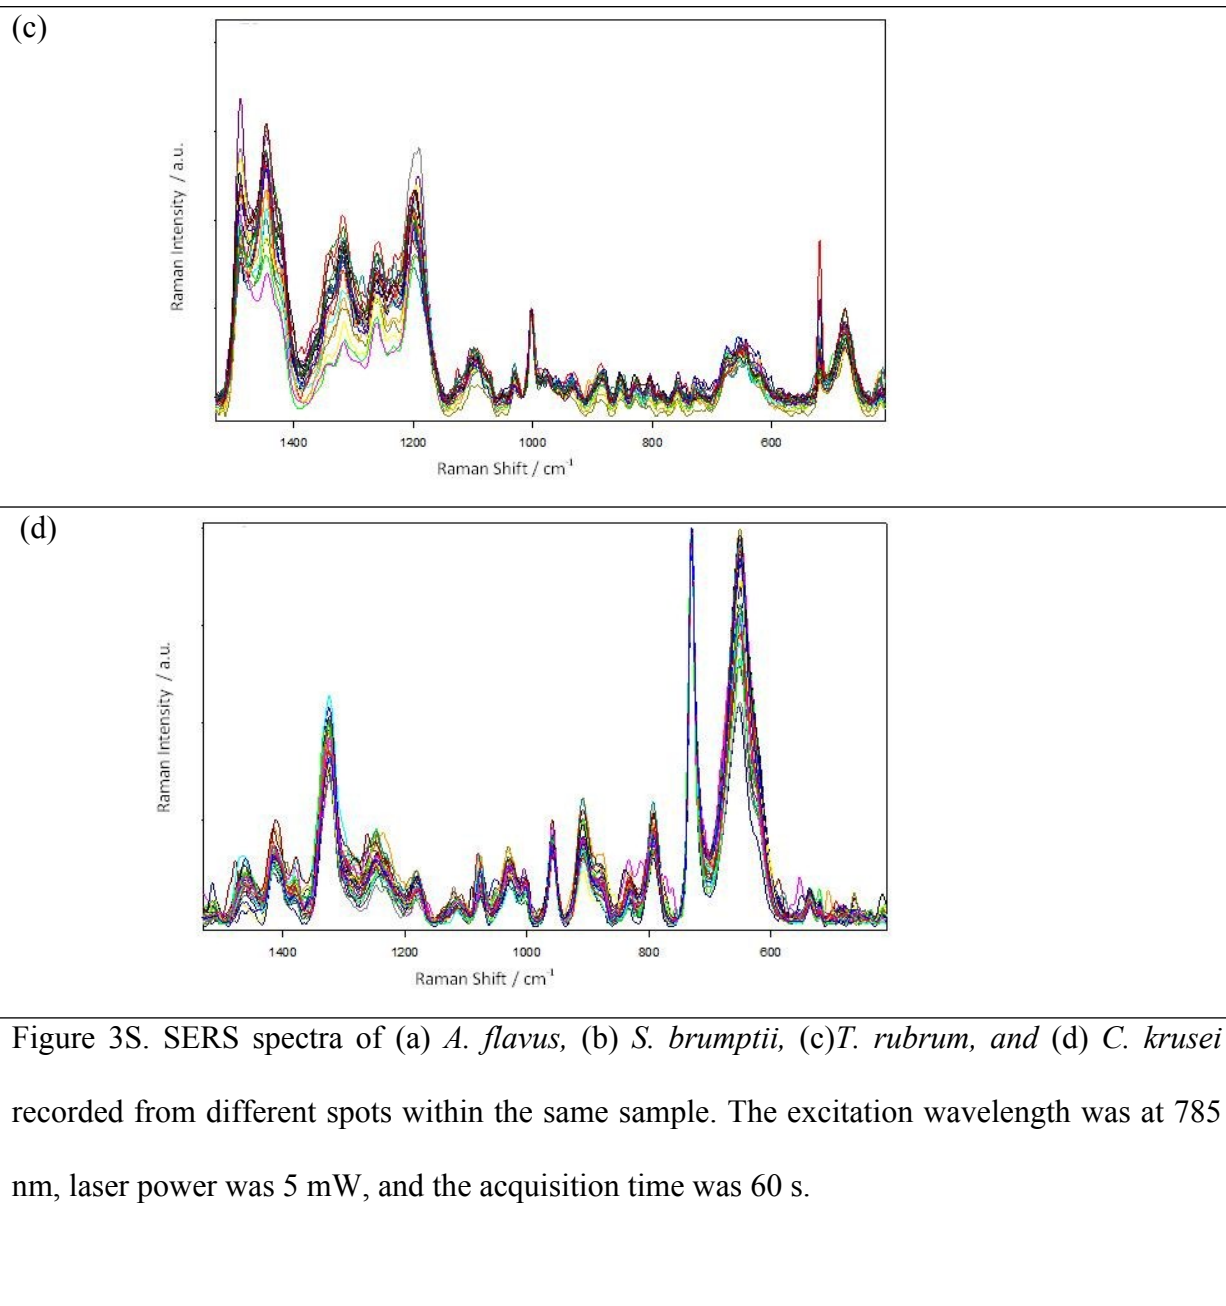 (c)
Raman Intensity / a.u.
1400 1200 1000 800 600
Raman Shift / cm⁻¹
(d)
Raman Intensity / a.u.
1400 1200 1000 800 600
Raman Shift / cm⁻¹
Figure 3S. SERS spectra of (a) A. flavus, (b) S. brumptii, (c)T. rubrum, and (d) C. krusei
recorded from different spots within the same sample. The excitation wavelength was at 785
nm, laser power was 5 mW, and the acquisition time was 60 s.